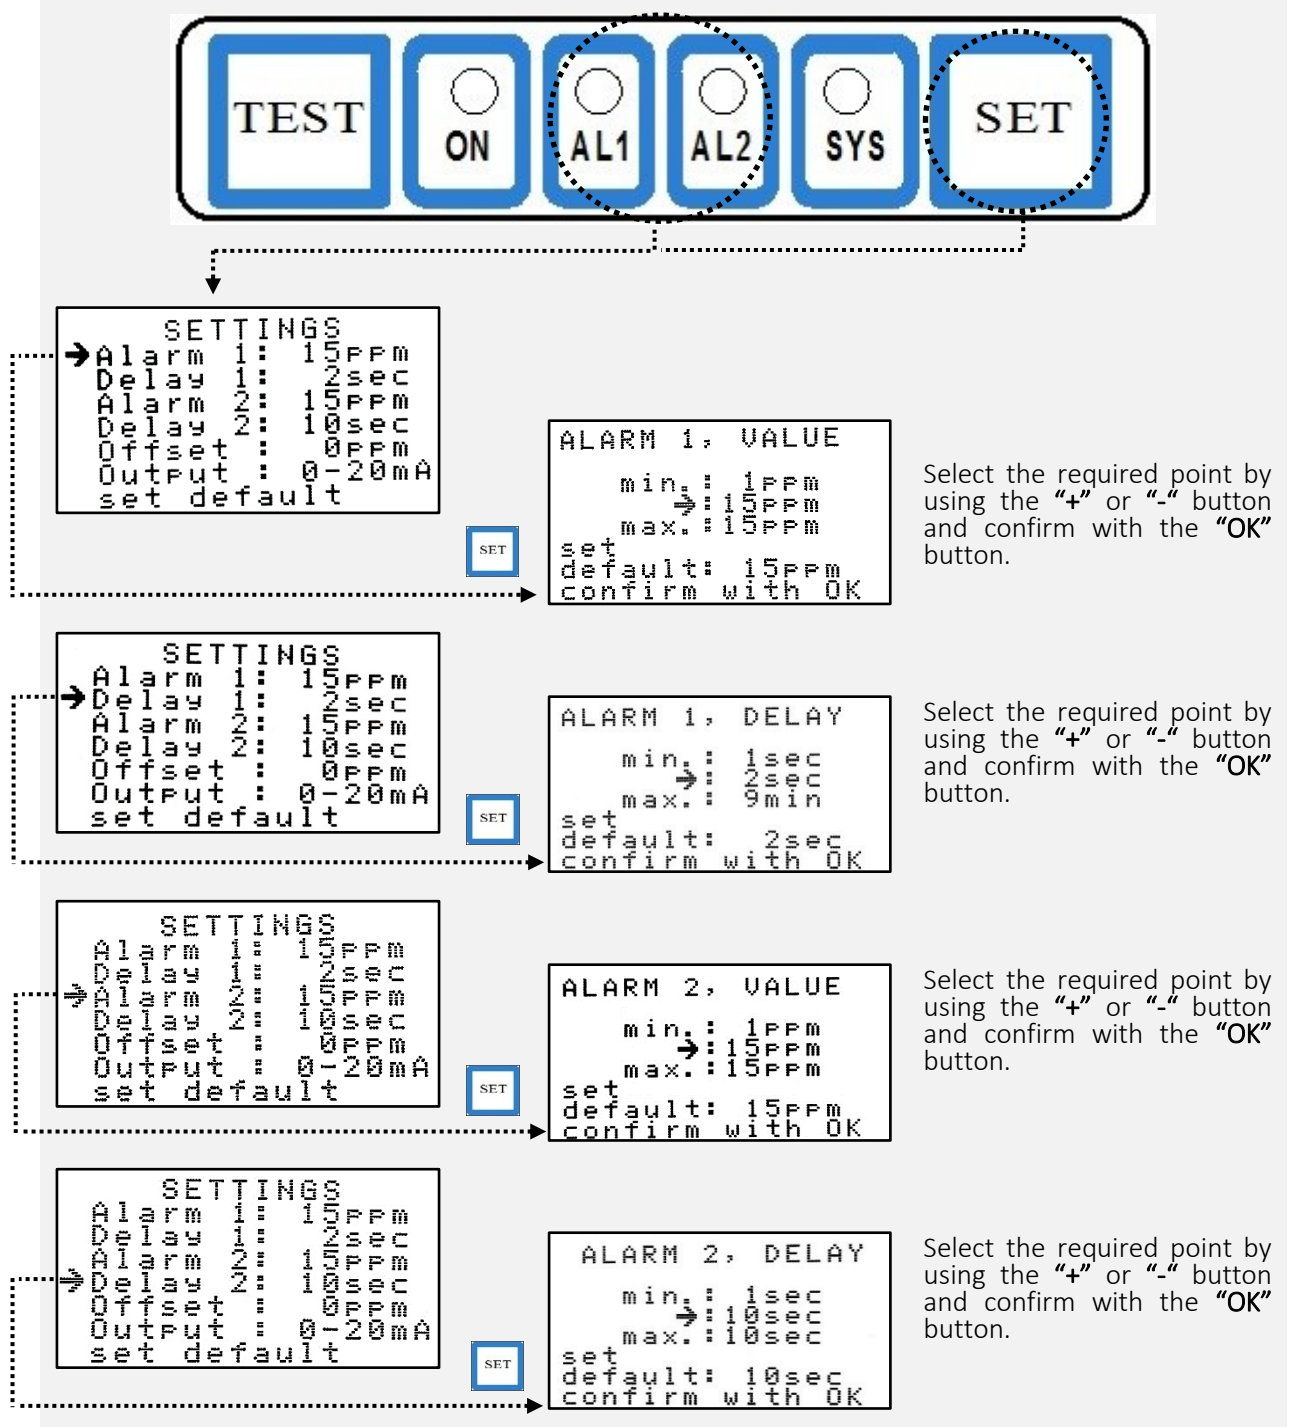 TEST
ON
AL1
AL2
SYS
SET
SETTINGS
Alarm 1: 15ppm
Delay 1: 2sec
Alarm 2: 15ppm
Delay 2: 10sec
Offset : 0ppm
Output : 0-20mA
set default
SET
ALARM 1, VALUE
min.: 1ppm
➔:15ppm
max.:15ppm
set
default: 15ppm
confirm with OK
Select the required point by
using the “+” or “-“ button
and confirm with the “OK”
button.
SETTINGS
Alarm 1: 15ppm
Delay 1: 2sec
Alarm 2: 15ppm
Delay 2: 10sec
Offset : 0ppm
Output : 0-20mA
set default
SET
ALARM 1, DELAY
min.: 1sec
➔: 2sec
max.: 9min
set
default: 2sec
confirm with OK
Select the required point by
using the “+” or “-“ button
and confirm with the “OK”
button.
SETTINGS
Alarm 1: 15ppm
Delay 1: 2sec
Alarm 2: 15ppm
Delay 2: 10sec
Offset : 0ppm
Output : 0-20mA
set default
SET
ALARM 2, VALUE
min.: 1ppm
➔:15ppm
max.:15ppm
set
default: 15ppm
confirm with OK
Select the required point by
using the “+” or “-“ button
and confirm with the “OK”
button.
SETTINGS
Alarm 1: 15ppm
Delay 1: 2sec
Alarm 2: 15ppm
Delay 2: 10sec
Offset : 0ppm
Output : 0-20mA
set default
SET
ALARM 2, DELAY
min.: 1sec
➔:10sec
max.:10sec
set
default: 10sec
confirm with OK
Select the required point by
using the “+” or “-“ button
and confirm with the “OK”
button.